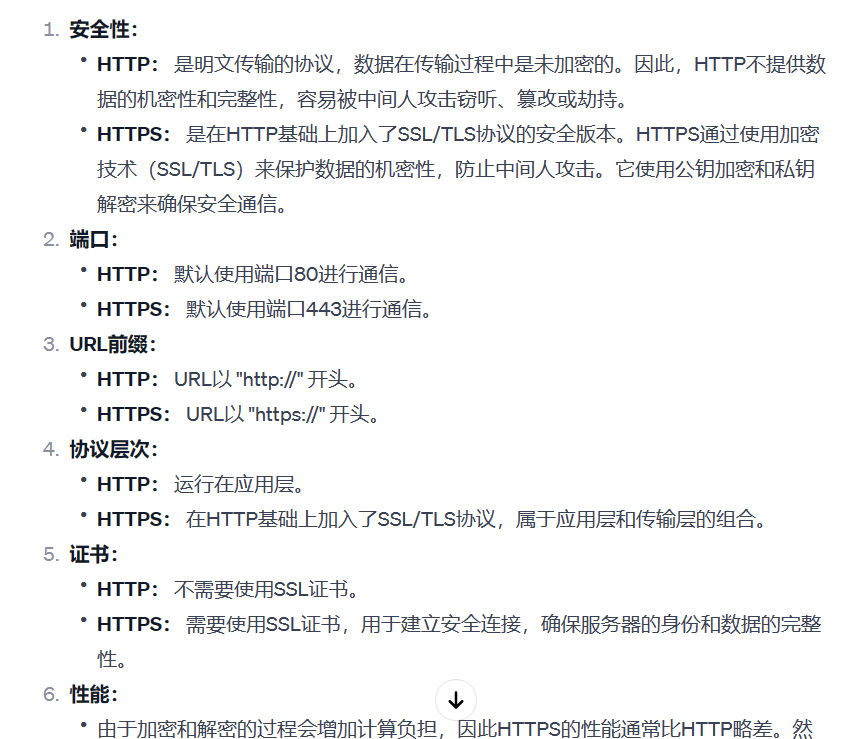 1. 安全性：
• HTTP： 是明文传输的协议，数据在传输过程中是未加密的。因此，HTTP不提供数
据的机密性和完整性，容易被中间人攻击窃听、篡改或劫持。
• HTTPS： 是在HTTP基础上加入了SSL/TLS协议的安全版本。HTTPS通过使用加密
技术（SSL/TLS）来保护数据的机密性，防止中间人攻击。它使用公钥加密和私钥
解密来确保安全通信。
2. 端口：
• HTTP： 默认使用端口80进行通信。
• HTTPS： 默认使用端口443进行通信。
3. URL前缀：
• HTTP： URL以 "http://" 开头。
• HTTPS： URL以 "https://" 开头。
4. 协议层次：
• HTTP： 运行在应用层。
• HTTPS： 在HTTP基础上加入了SSL/TLS协议，属于应用层和传输层的组合。
5. 证书：
• HTTP： 不需要使用SSL证书。
• HTTPS： 需要使用SSL证书，用于建立安全连接，确保服务器的身份和数据的完整
性。
6. 性能：
• 由于加密和解密的过程会增加计算负担，因此HTTPS的性能通常比HTTP略差。然